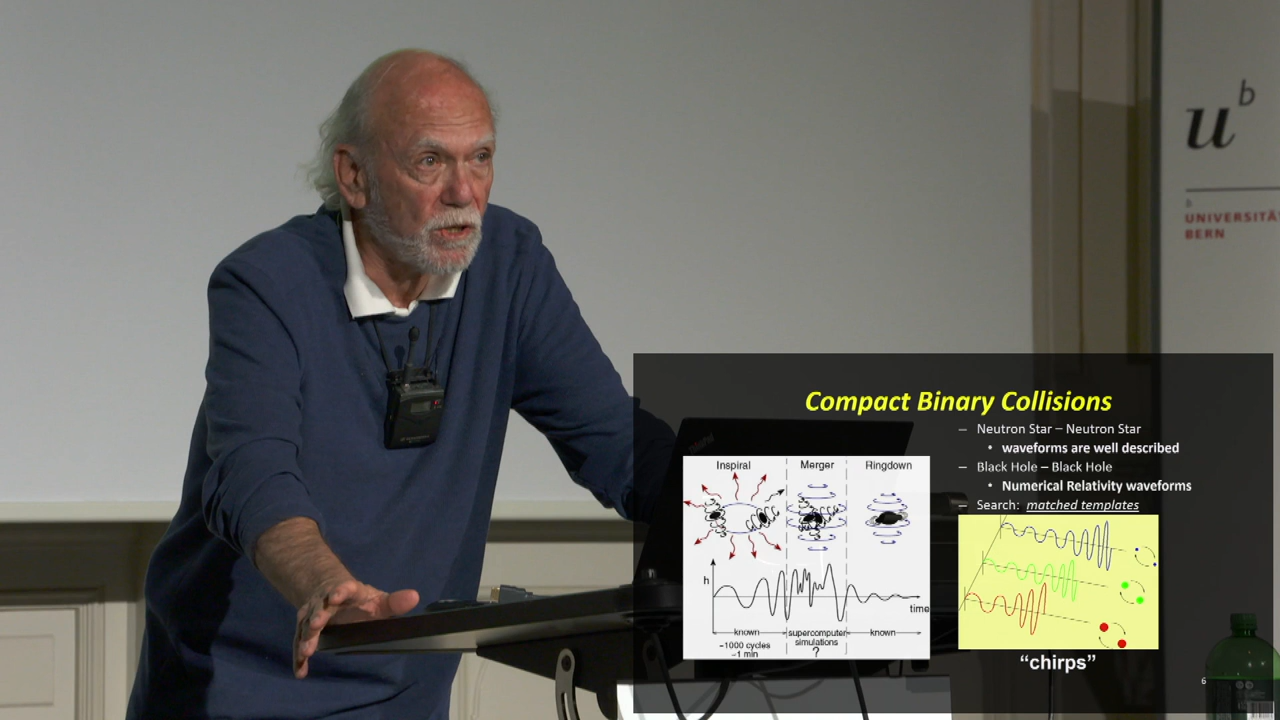 u b
b
UNIVERSITÄ
BERN
Compact Binary Collisions
– Neutron Star – Neutron Star
• waveforms are well described
– Black Hole – Black Hole
• Numerical Relativity waveforms
– Search: matched templates
Inspiral Merger Ringdown
h
time
known supercomputer known
simulations
~1000 cycles ?
~1 min
“chirps”
6